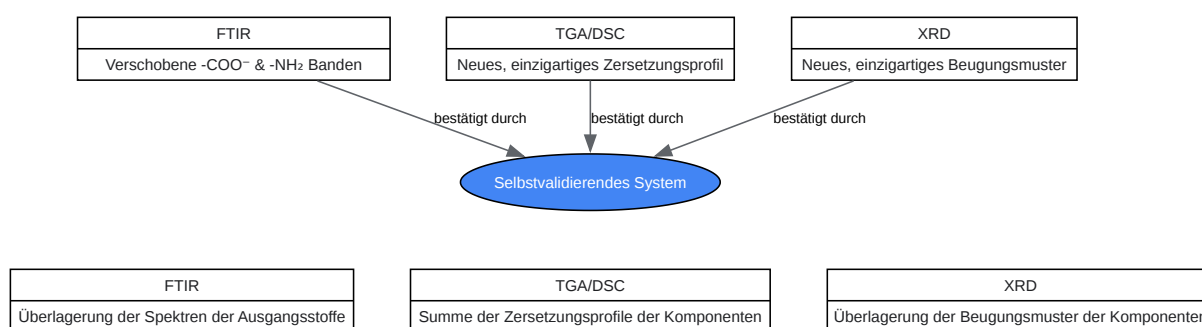 FTIR
Verschobene -COO⁻ & -NH₂ Banden
TGA/DSC
Neues, einzigartiges Zersetzungsprofil
XRD
Neues, einzigartiges Beugungsmuster
bestätigt durch
bestätigt durch
bestätigt durch
Selbstvalidierendes System
FTIR
Überlagerung der Spektren der Ausgangsstoffe
TGA/DSC
Summe der Zersetzungsprofile der Komponenten
XRD
Überlagerung der Beugungsmuster der Komponenten